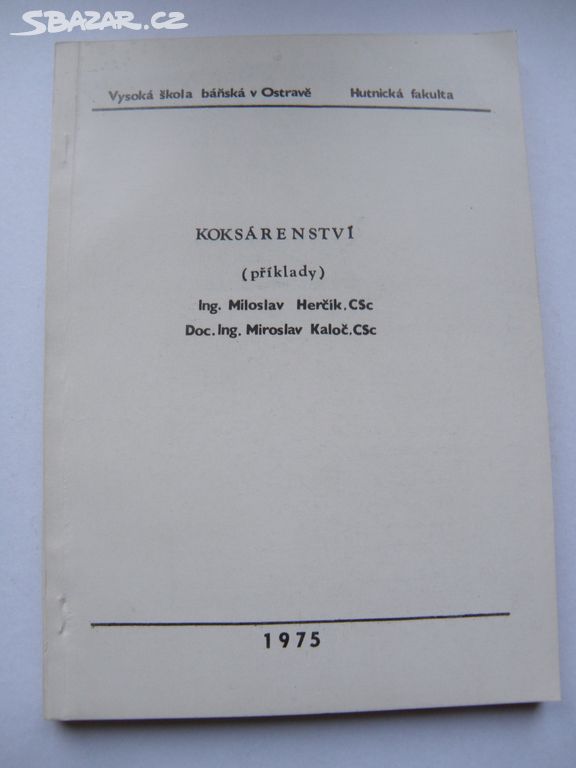 SBAZAR.CZ
Vysoká škola báňská v Ostravě Hutnická fakulta
KOKSÁRENSTVÍ
(příklady)
Ing. Miloslav Herčík, CSc
Doc. Ing. Miroslav Kaloč, CSc
1975